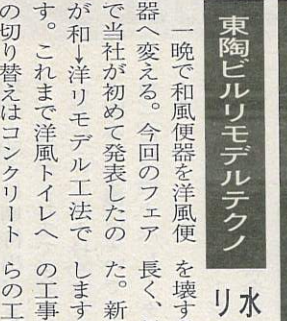 東陶ビルリモデルテクノ
一晩で和風便器を洋風便
器へ変える。今回のフェア
で当社が初めて発表したの
が和→洋リモデル工法で
す。これまで洋風トイレへ
の切り替えはコンクリート
を壊す
長く、
た。新
します
の工事
らの工
水
リ